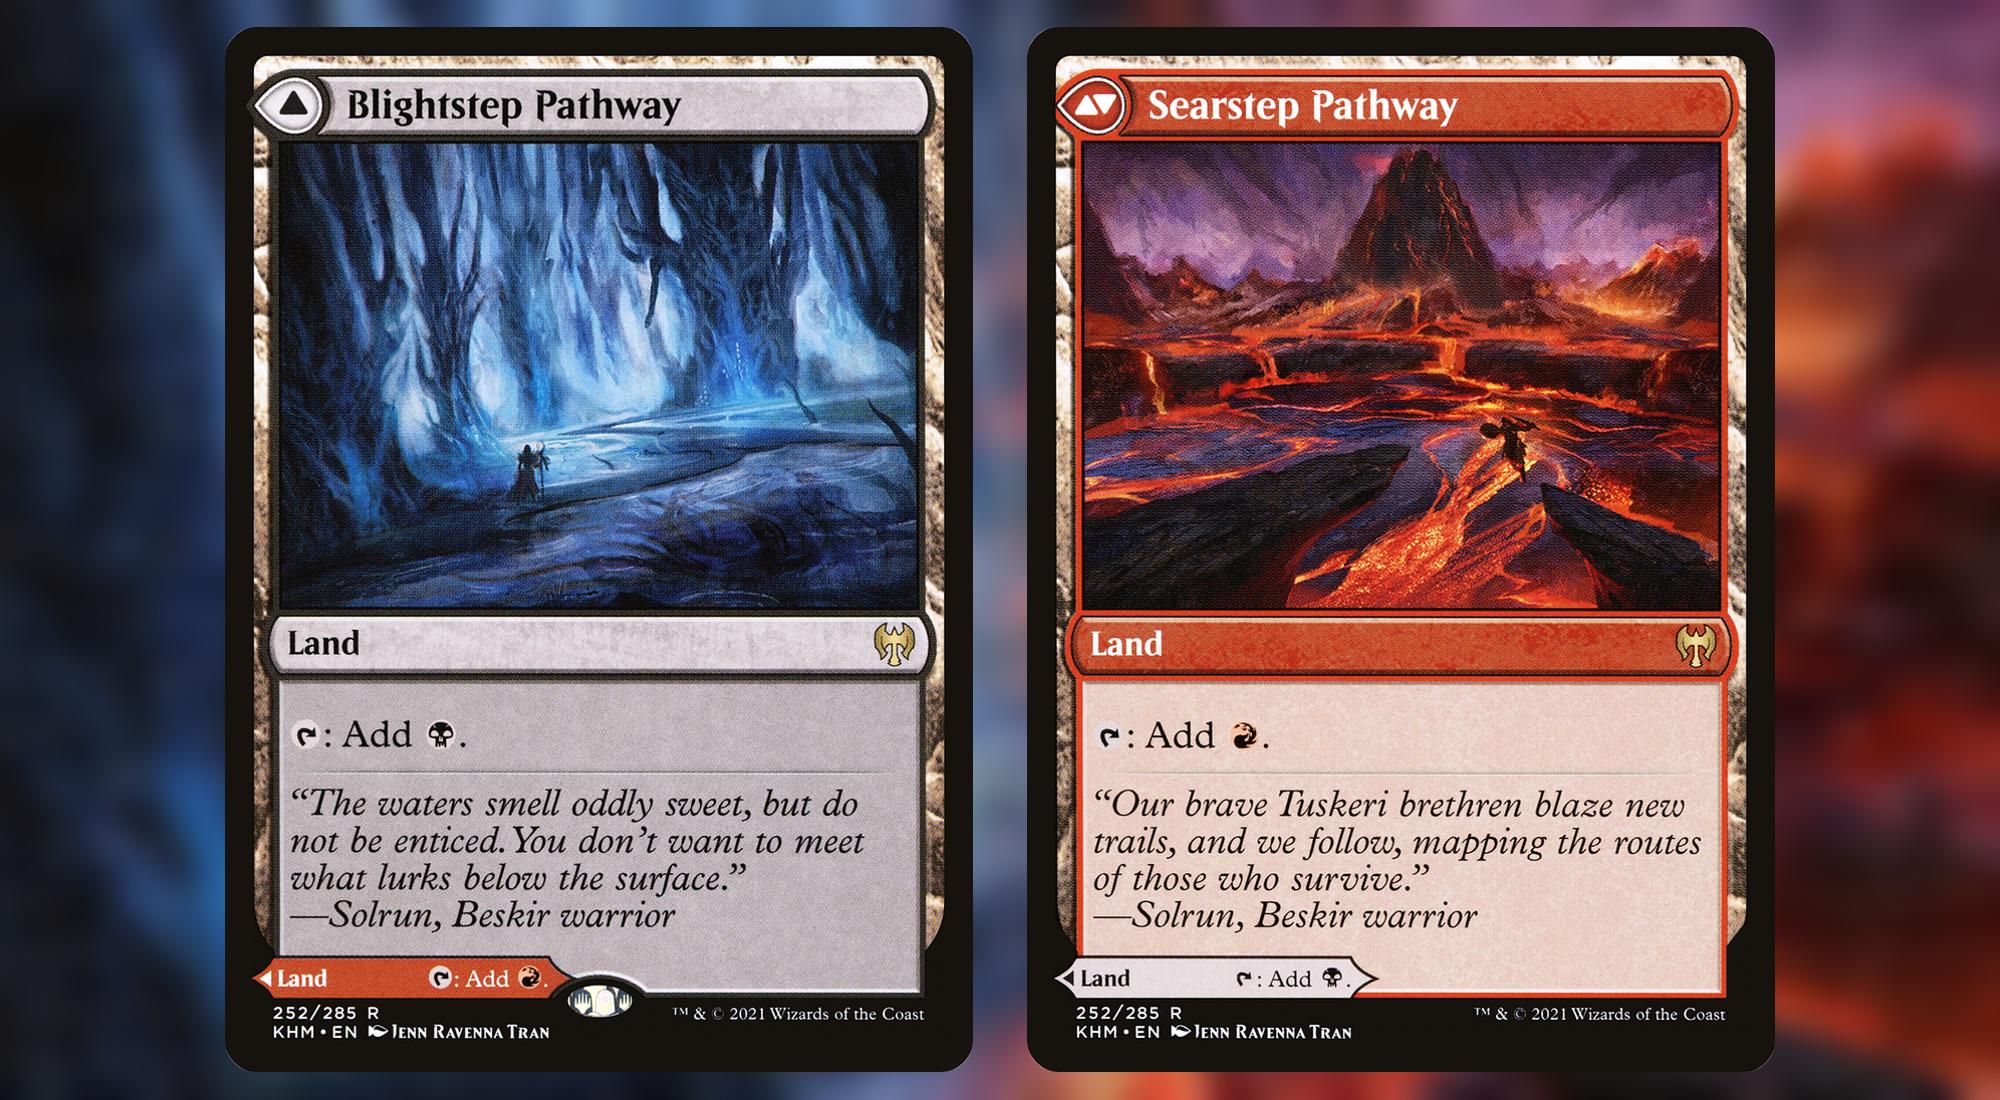 Blightstep Pathway
Land
: Add .
“The waters smell oddly sweet, but do
not be enticed. You don’t want to meet
what lurks below the surface.”
—Solrun, Beskir warrior
Land : Add .
252/285 R
KHM • EN Jenn Ravenna Tran
™ & © 2021 Wizards of the Coast
Searstep Pathway
Land
: Add .
“Our brave Tuskeri brethren blaze new
trails, and we follow, mapping the routes
of those who survive.”
—Solrun, Beskir warrior
Land : Add .
252/285 R
KHM • EN Jenn Ravenna Tran
™ & © 2021 Wizards of the Coast